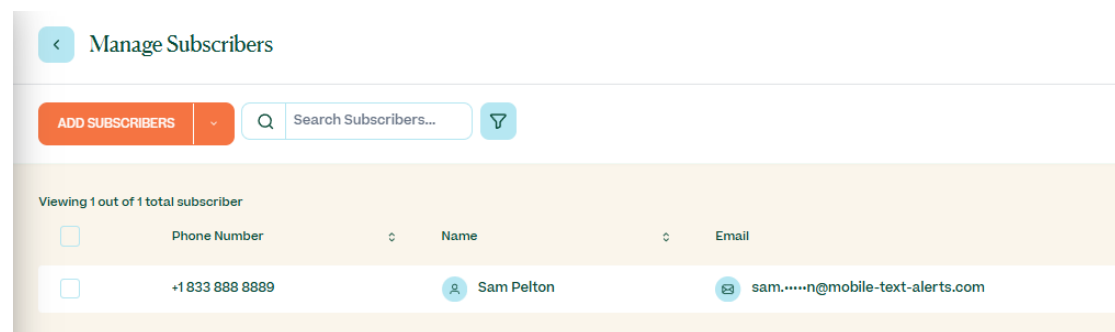 Manage Subscribers
ADD SUBSCRIBERS Search Subscribers...
Viewing 1 out of 1 total subscriber
Phone Number Name Email
+1 833 888 8889 Sam Pelton sam.•••••n@mobile-text-alerts.com